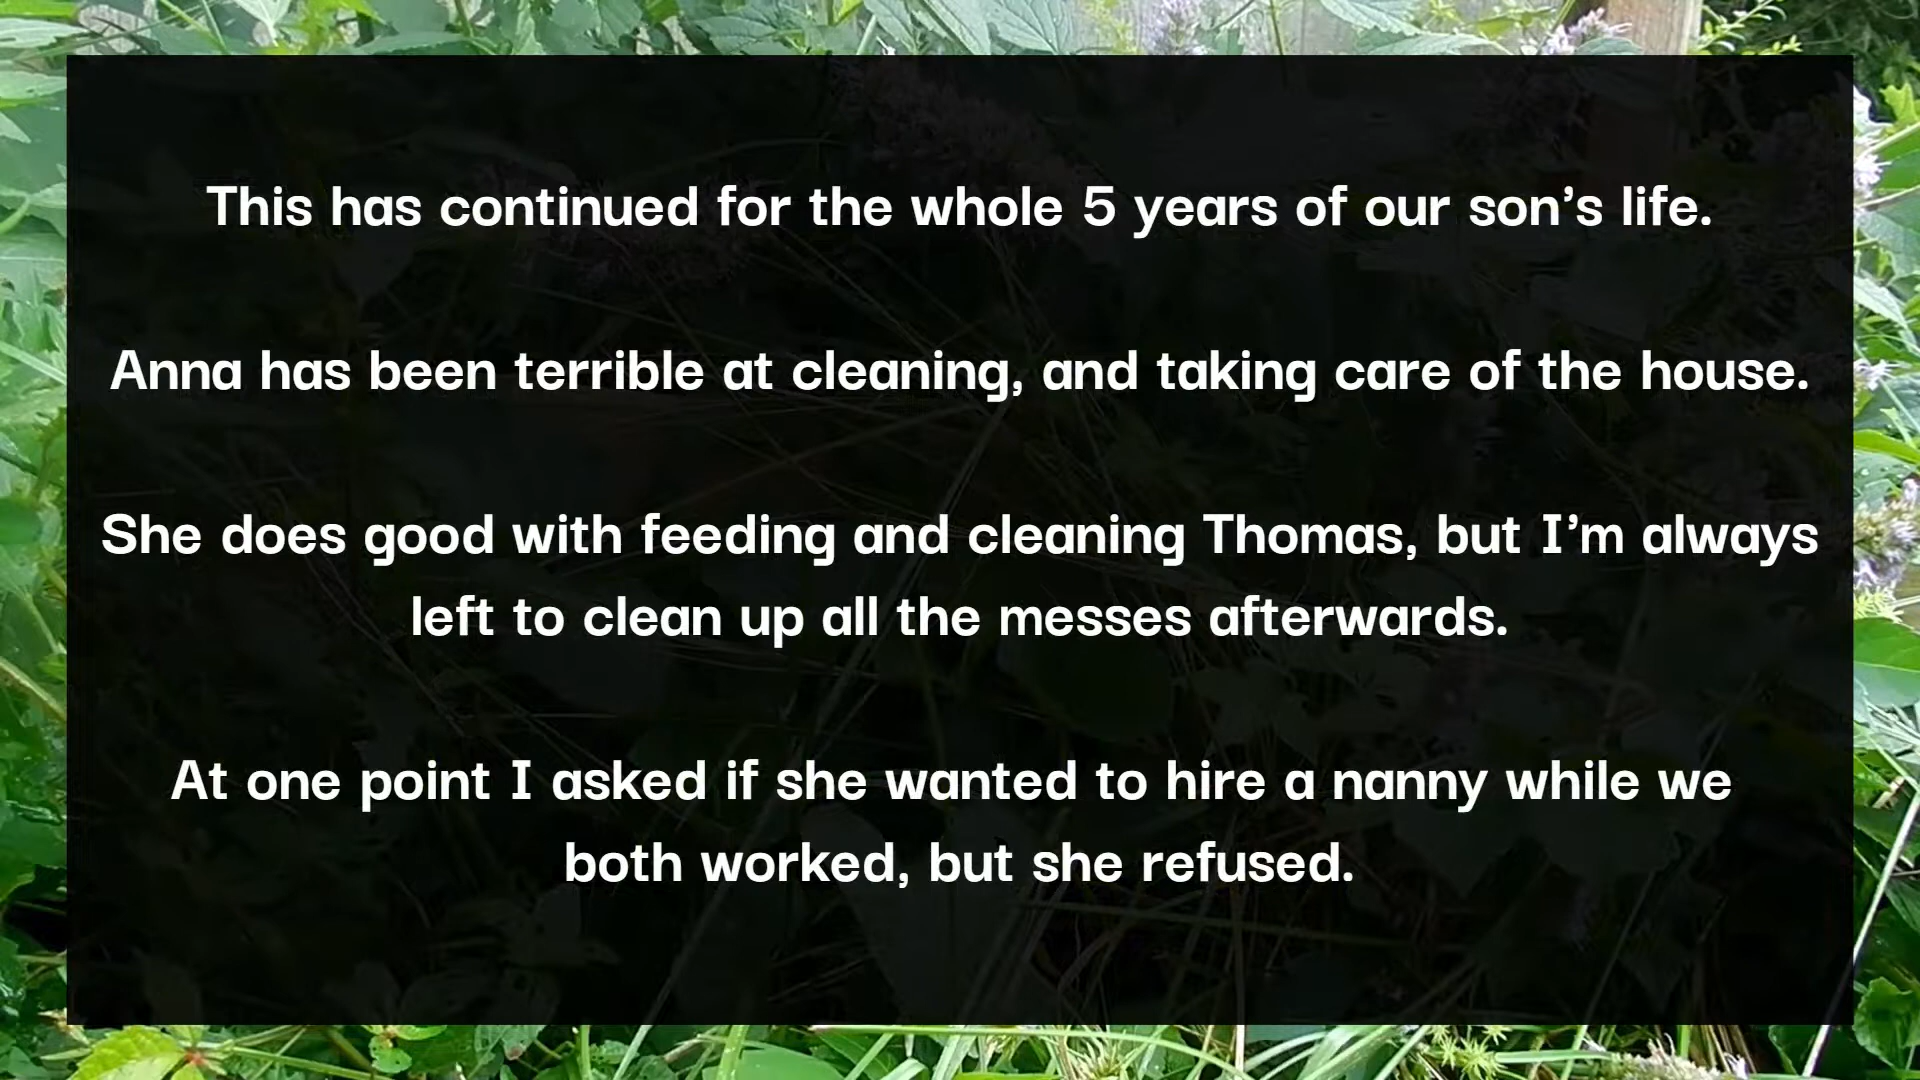 This has continued for the whole 5 years of our son’s life.
Anna has been terrible at cleaning, and taking care of the house.
She does good with feeding and cleaning Thomas, but I’m always
left to clean up all the messes afterwards.
At one point I asked if she wanted to hire a nanny while we
both worked, but she refused.